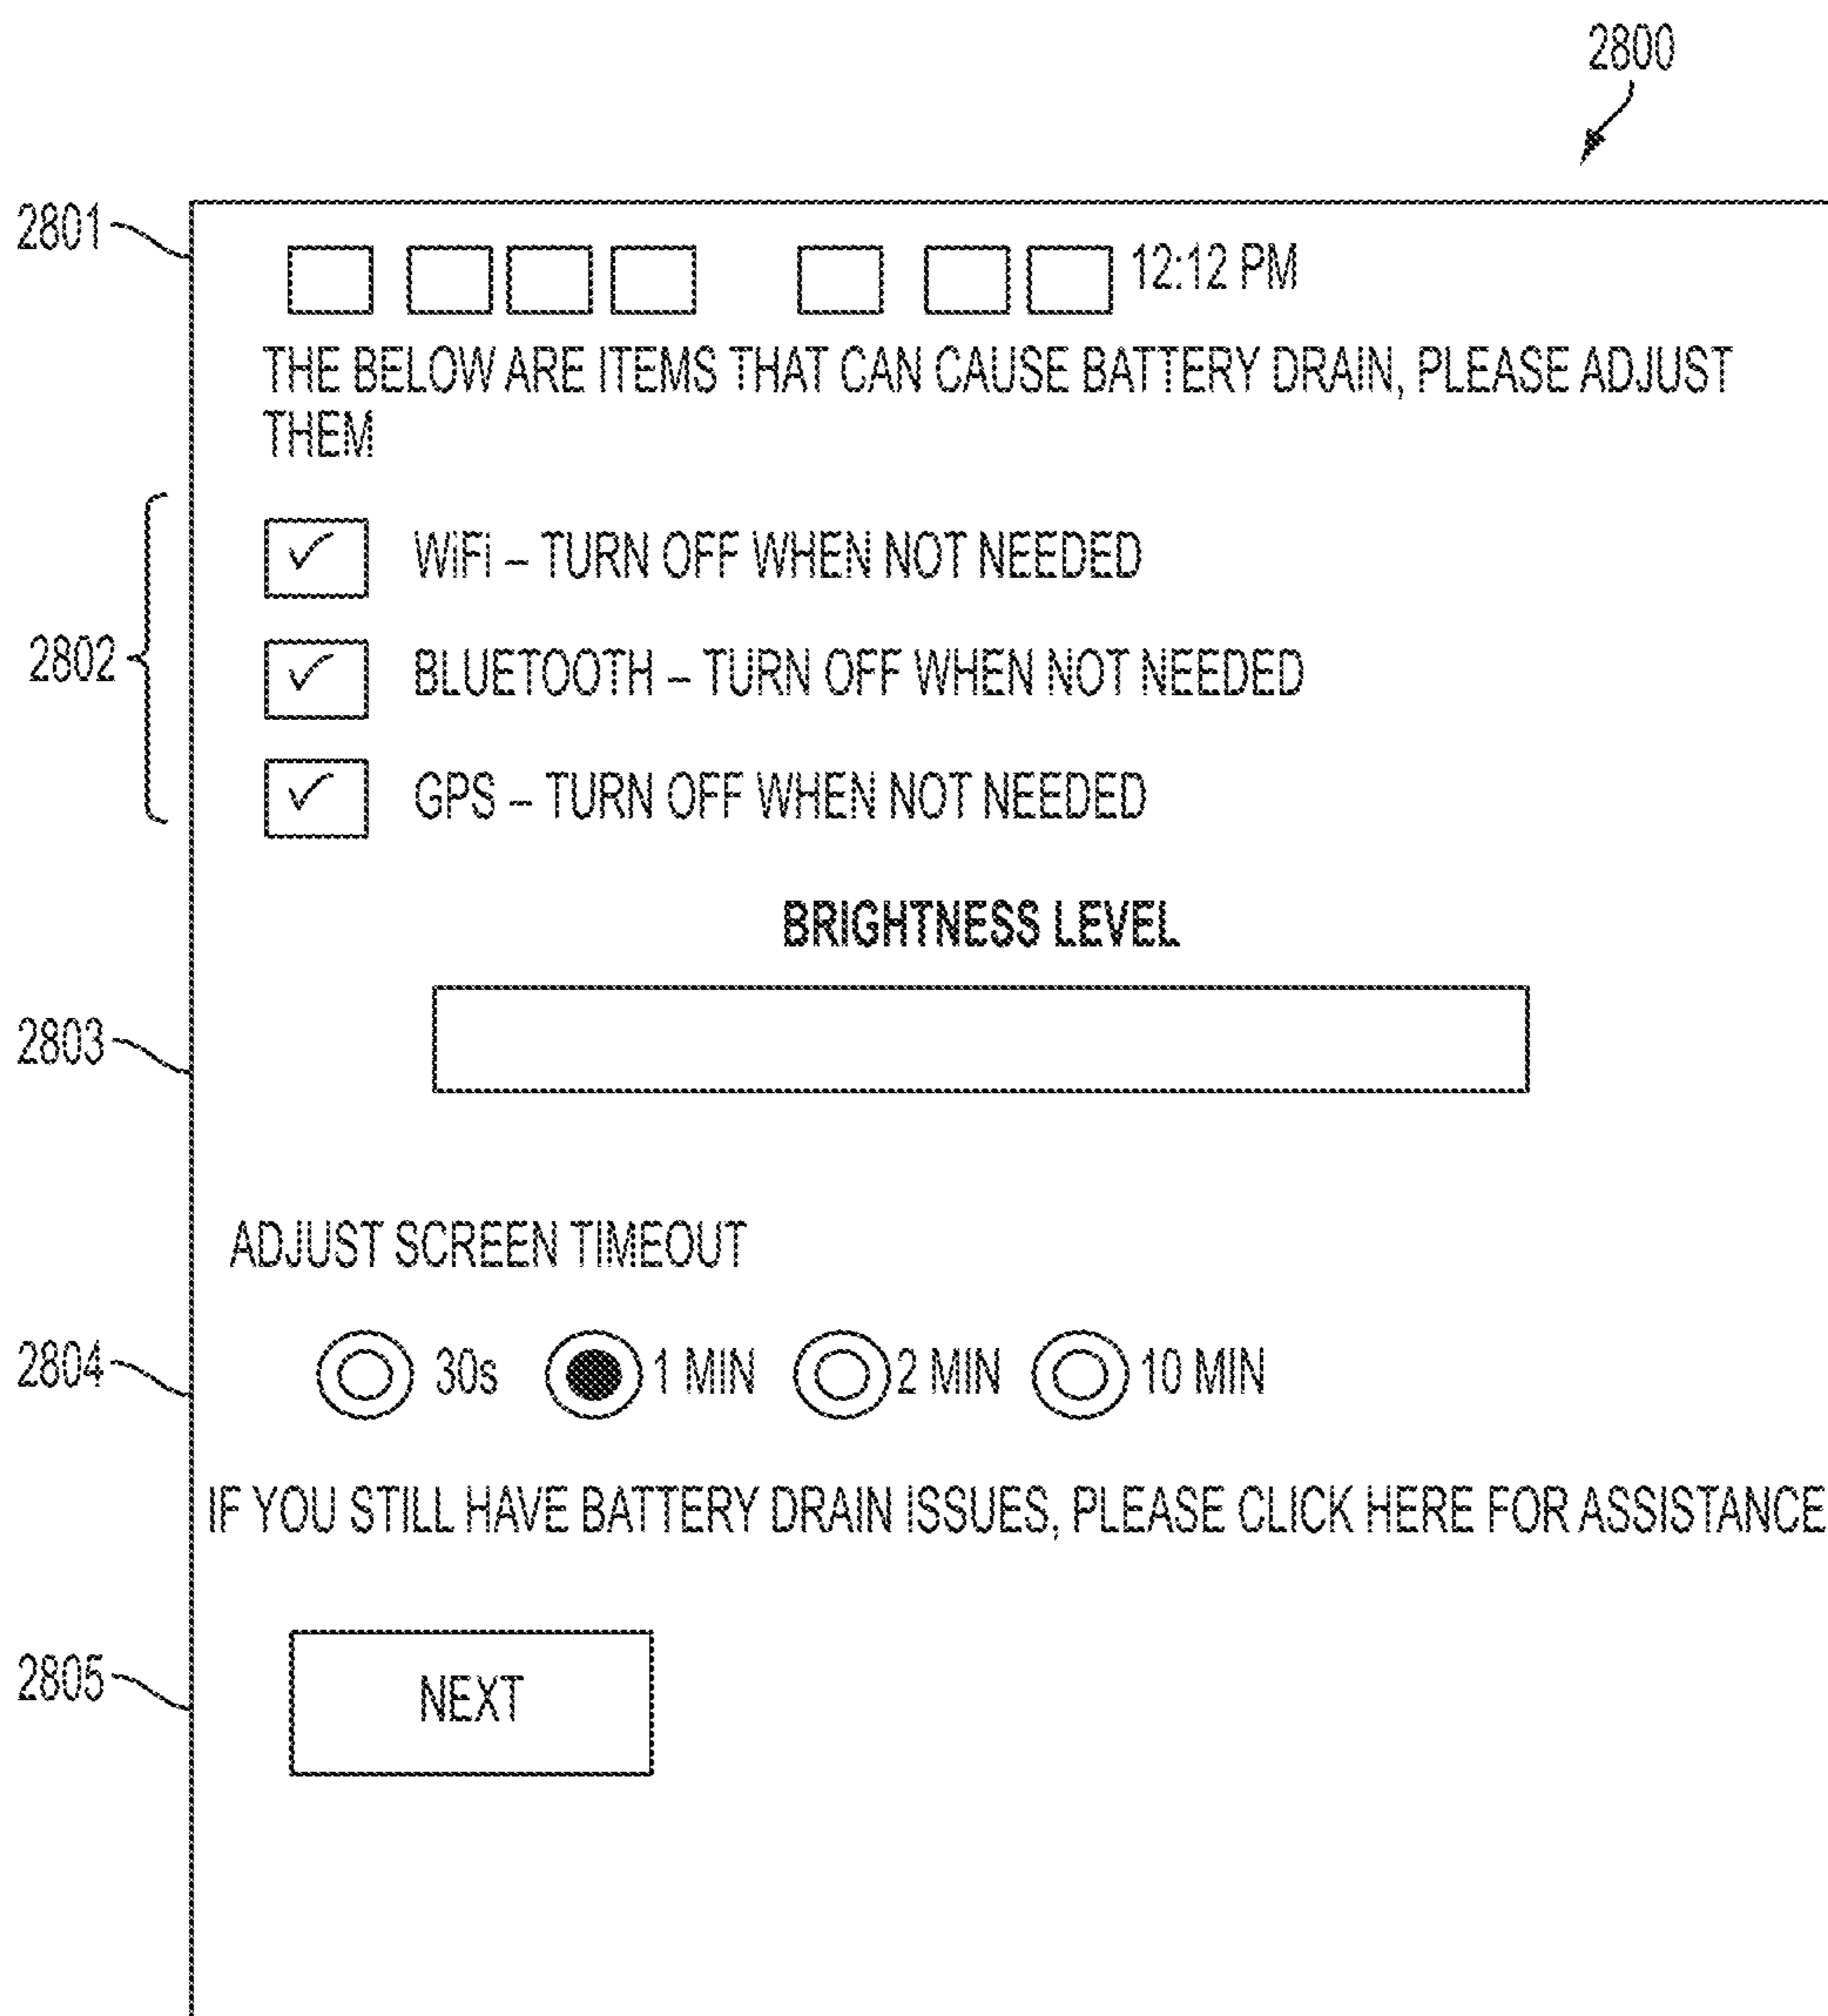 2800
2801
12:12 PM
THE BELOW ARE ITEMS THAT CAN CAUSE BATTERY DRAIN, PLEASE ADJUST
THEM
WiFi – TURN OFF WHEN NOT NEEDED
2802
BLUETOOTH – TURN OFF WHEN NOT NEEDED
GPS – TURN OFF WHEN NOT NEEDED
BRIGHTNESS LEVEL
2803
ADJUST SCREEN TIMEOUT
2804 30s 1 MIN 2 MIN 10 MIN
IF YOU STILL HAVE BATTERY DRAIN ISSUES, PLEASE CLICK HERE FOR ASSISTANCE
2805 NEXT